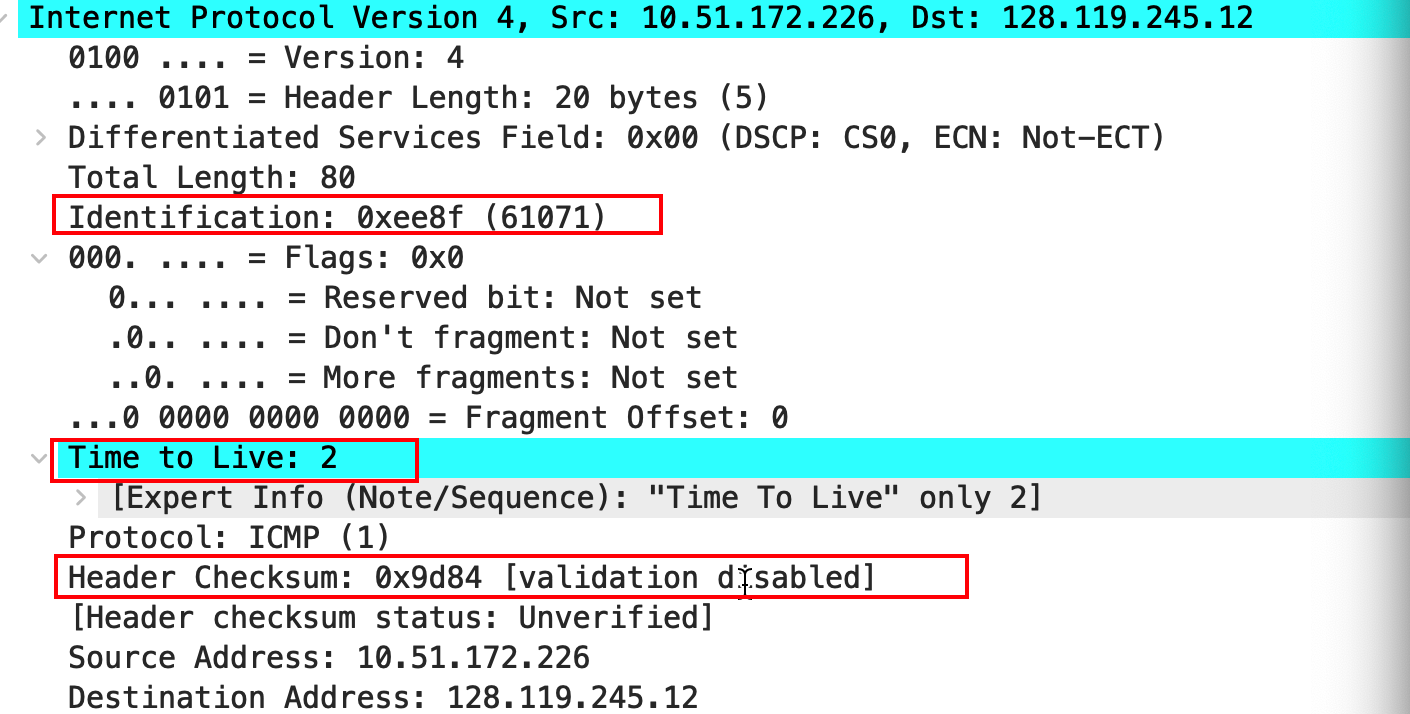 Internet Protocol Version 4, Src: 10.51.172.226, Dst: 128.119.245.12
0100 .... = Version: 4
.... 0101 = Header Length: 20 bytes (5)
Differentiated Services Field: 0x00 (DSCP: CS0, ECN: Not-ECT)
Total Length: 80
Identification: 0xee8f (61071)
000. .... = Flags: 0x0
0... .... = Reserved bit: Not set
.0.. .... = Don't fragment: Not set
..0. .... = More fragments: Not set
...0 0000 0000 0000 = Fragment Offset: 0
Time to Live: 2
[Expert Info (Note/Sequence): "Time To Live" only 2]
Protocol: ICMP (1)
Header Checksum: 0x9d84 [validation disabled]
[Header checksum status: Unverified]
Source Address: 10.51.172.226
Destination Address: 128.119.245.12